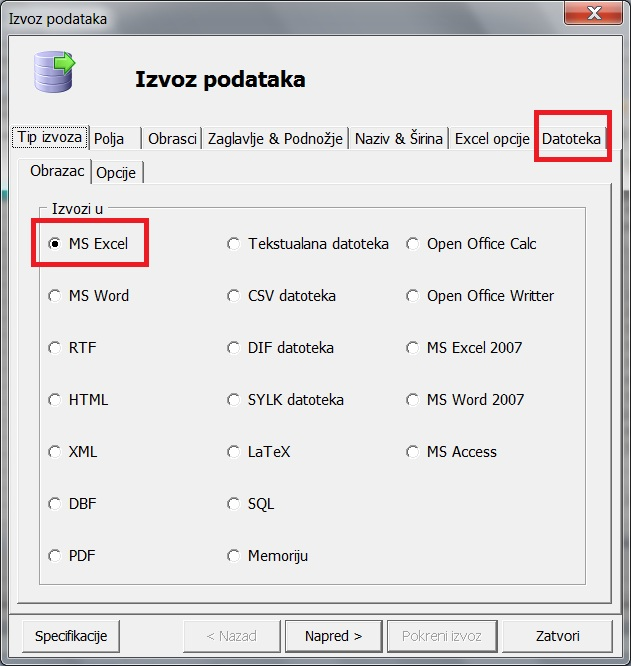 Izvoz podataka
Izvoz podataka
Tip izvoza Polja Obrasci Zaglavlje & Podnožje Naziv & Širina Excel opcije Datoteka
Obrazac Opcije
Izvozi u
MS Excel Tekstualana datoteka Open Office Calc
MS Word CSV datoteka Open Office Writter
RTF DIF datoteka MS Excel 2007
HTML SYLK datoteka MS Word 2007
XML LaTeX MS Access
DBF SQL
PDF Memoriju
Specifikacije < Nazad Napred > Pokreni izvoz Zatvori